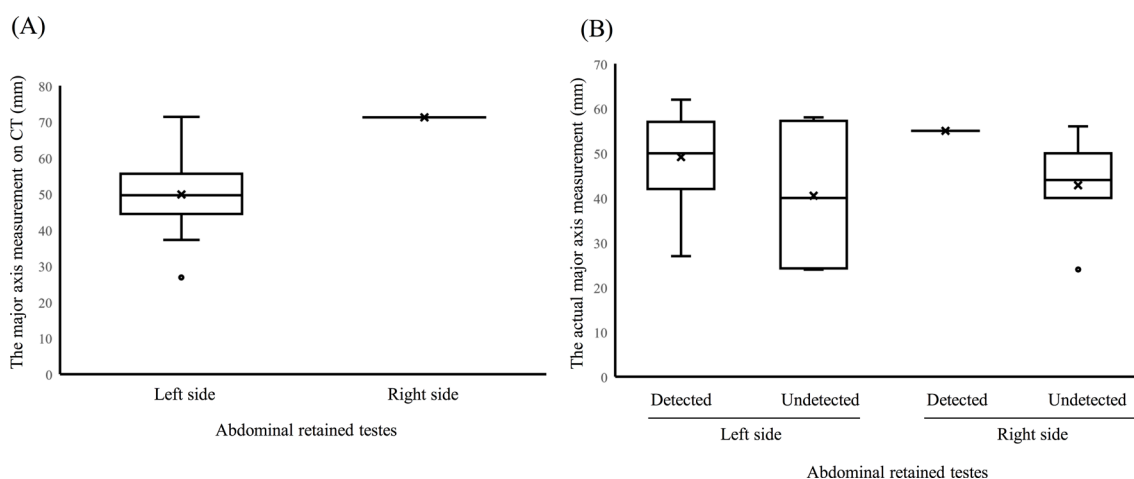 (A)
The major axis measurement on CT (mm)
80
70
60
50
40
30
20
10
0
Left side
Right side
Abdominal retained testes
(B)
The actual major axis measurement (mm)
70
60
50
40
30
20
10
0
Detected
Undetected
Detected
Undetected
Left side
Right side
Abdominal retained testes